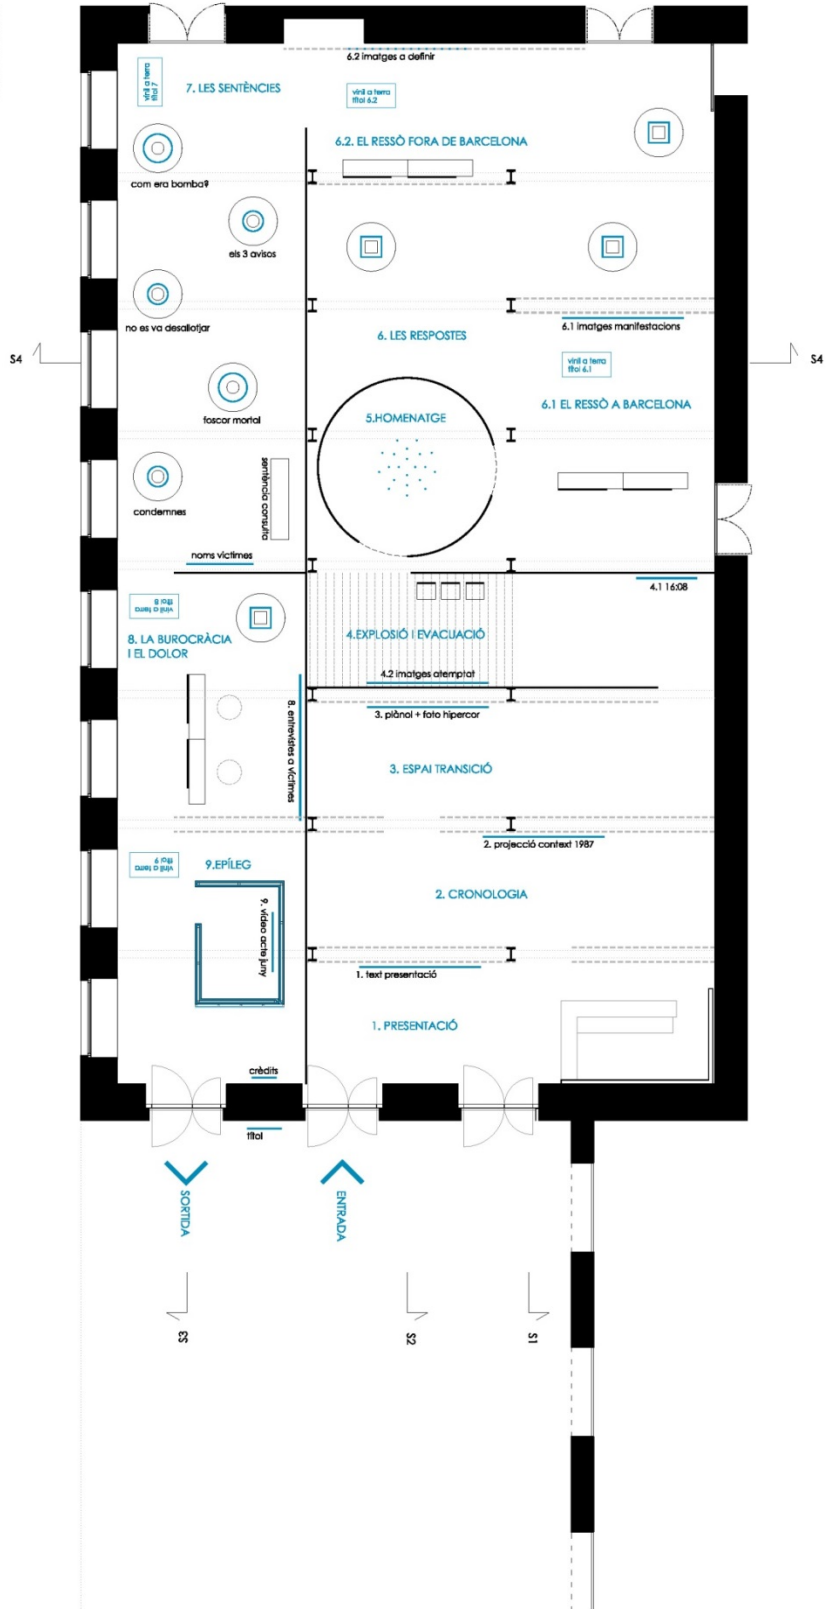 6.2 imatges a definir
vinil a terra
títol 7
7. LES SENTÈNCIES
vinil a terra
títol 6.2
6.2. EL RESSÒ FORA DE BARCELONA
com era bomba?
els 3 avisos
no es va desallotjar
6.1 imatges manifestacions
6. LES RESPOSTES
S4
S4
vinil a terra
títol 6.1
6.1 EL RESSÒ A BARCELONA
foscor mortal
5.HOMENATGE
sentència consulta
condemnes
noms víctimes
4.1 16:08
vinil a terra
títol 8
8. LA BUROCRÀCIA
I EL DOLOR
4.EXPLOSIÓ I EVACUACIÓ
4.2 imatges atemptat
8. entrevistes a víctimes
3. plànol + foto hipercor
3. ESPAI TRANSICIÓ
2. projecció context 1987
vinil a terra
títol 9
9.EPÍLEG
2. CRONOLOGIA
9. vídeo acte juny
1. text presentació
1. PRESENTACIÓ
crèdits
títol
SORTIDA
ENTRADA
S3
S2
S1